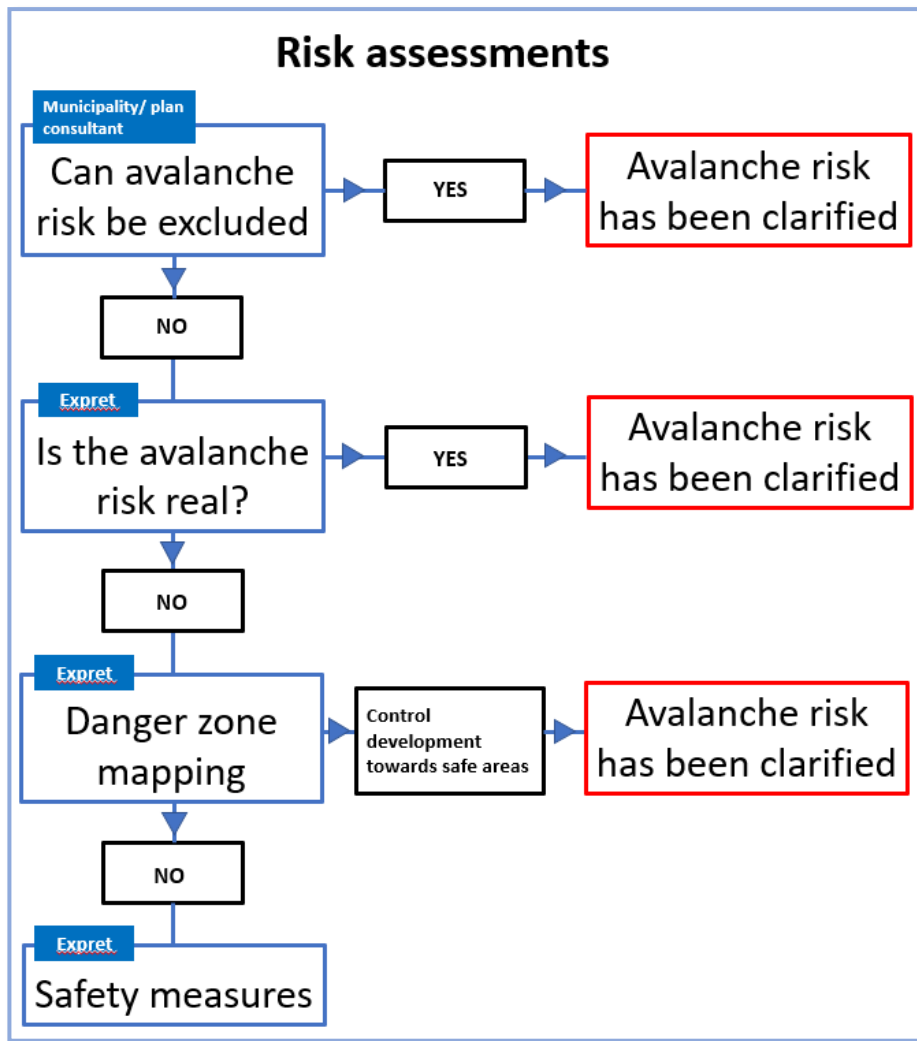 Risk assessments
Municipality/ plan
consultant
Can avalanche
risk be excluded
YES
Avalanche risk
has been clarified
NO
Expret
Is the avalanche
risk real?
YES
Avalanche risk
has been clarified
NO
Expret
Danger zone
mapping
Control
development
towards safe areas
Avalanche risk
has been clarified
NO
Expret
Safety measures